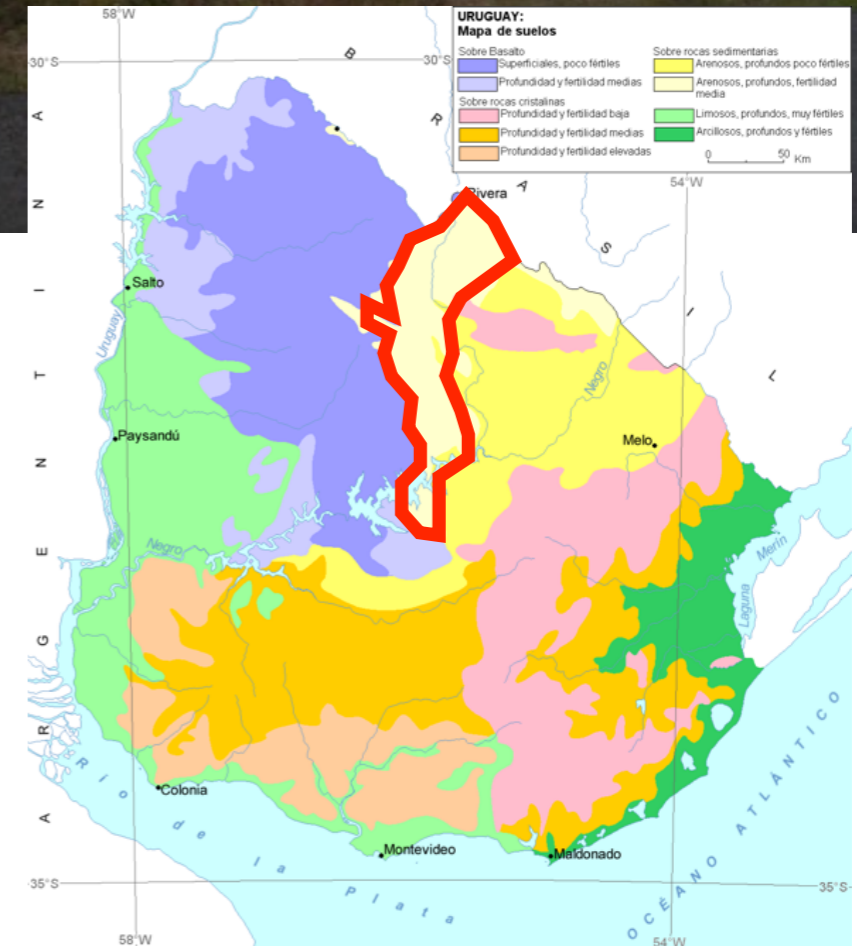 58°W
URUGUAY:
Mapa de suelos
Sobre Basalto
Superficiales, poco fértiles
Profundidad y fertilidad medias
Sobre rocas cristalinas
Profundidad y fertilidad baja
Profundidad y fertilidad medias
Profundidad y fertilidad elevadas
Sobre rocas sedimentarias
Arenosos, profundos poco fértiles
Arenosos, profundos, fertilidad
media
Limosos, profundos, muy fértiles
Arcillosos, profundos y fértiles
0 50 Km
30°S
30°S
BRASIL
54°W
Rivera
ARGENTINA
Salto
Uruguay
Negro
Paysandú
Melo
Negro
Merín
Laguna
Colonia
Río de la Plata
Montevideo
Maldonado
OCÉANO ATLÁNTICO
35°S
35°S
58°W
54°W